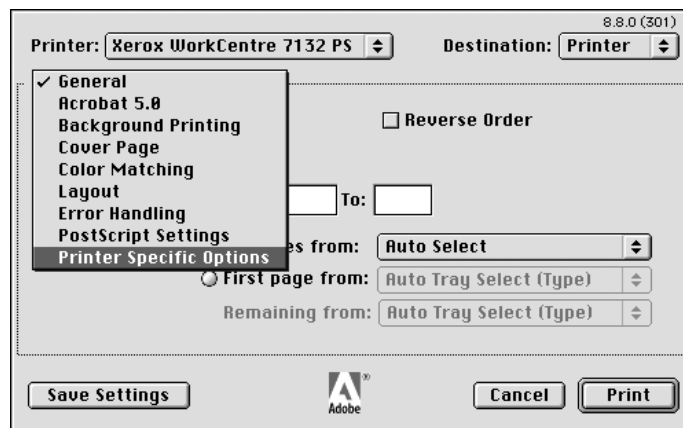 8.8.0 (301)
Printer: Xerox WorkCentre 7132 PS Destination: Printer
✓ General
Acrobat 5.0
Background Printing
Reverse Order
Cover Page
Color Matching
Layout
To:
Error Handling
PostScript Settings
es from: Auto Select
Printer Specific Options
First page from: Auto Tray Select (Type)
Remaining from: Auto Tray Select (Type)
Save Settings Adobe® Cancel Print